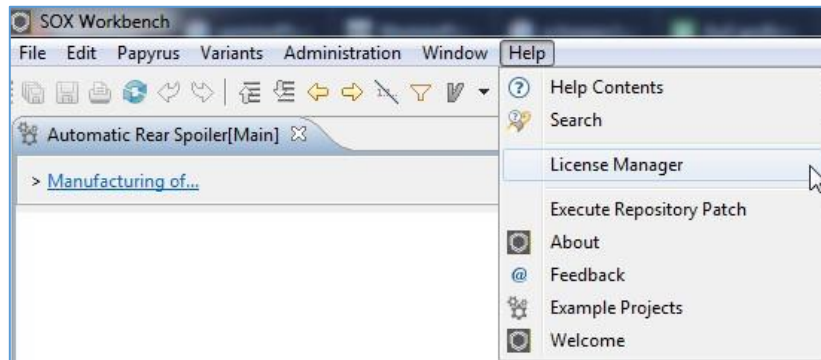 SOX Workbench
File Edit Papyrus Variants Administration Window Help
Automatic Rear Spoiler[Main]
> Manufacturing of...
Help Contents
Search
License Manager
Execute Repository Patch
About
Feedback
Example Projects
Welcome